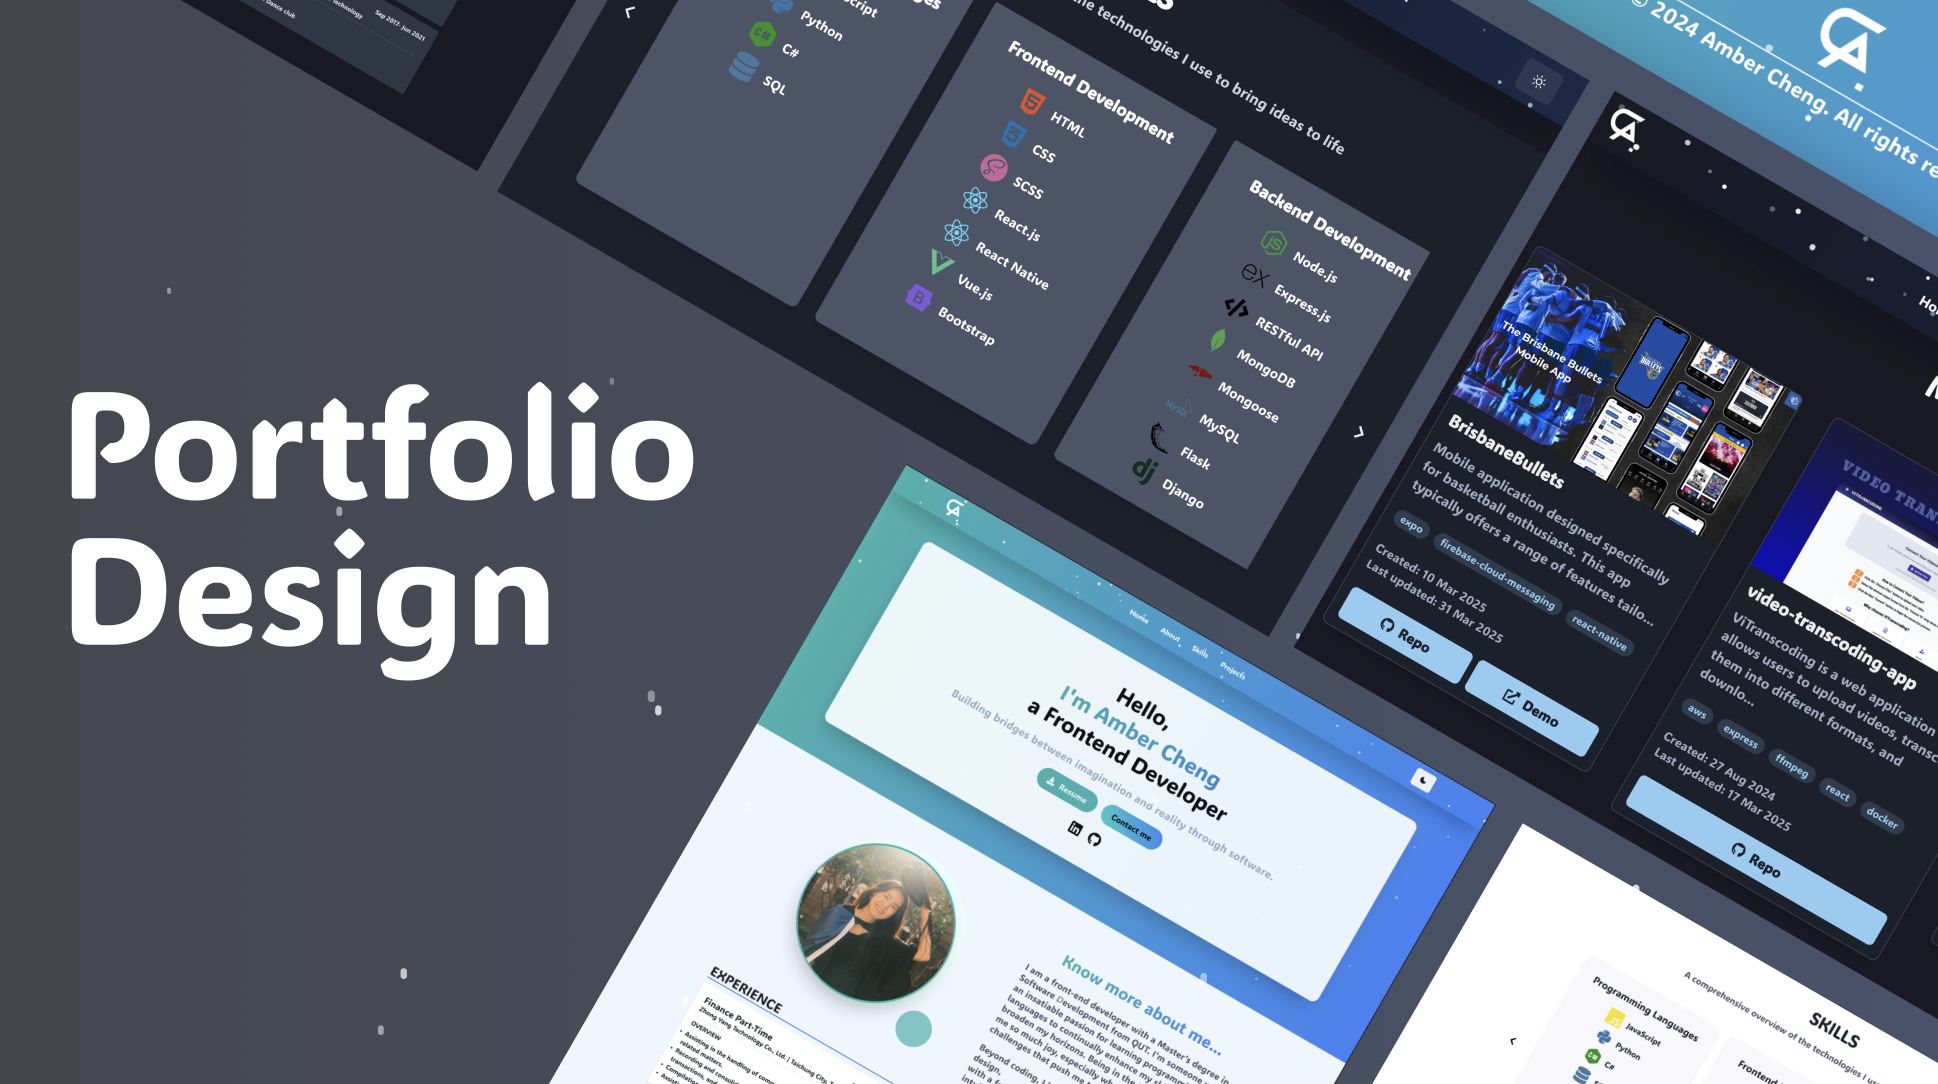 Portfolio
Design
Dance club
Technology
Sep 2017- Jun 2021
Python
C#
SQL
the technologies I use to bring ideas to life
Frontend Development
HTML
CSS
SCSS
React.js
React Native
Vue.js
Bootstrap
Backend Development
Node.js
Express.js
RESTful API
MongoDB
Mongoose
MySQL
Flask
Django
© 2024 Amber Cheng. All rights re
The Brisbane Bullets
Mobile App
BrisbaneBullets
Mobile application designed specifically
for basketball enthusiasts. This app
typically offers a range of features tailo...
expo
firebase-cloud-messaging
react-native
Created: 10 Mar 2025
Last updated: 31 Mar 2025
Repo
Demo
VIDEO TRAN
video-transcoding-app
ViTranscoding is a web application
allows users to upload videos, transc
them into different formats, and
downlo...
aws
express
ffmpeg
react
docker
Created: 27 Aug 2024
Last updated: 17 Mar 2025
Repo
Home
About
Skills
Projects
Hello,
I'm Amber Cheng
a Frontend Developer
Building bridges between imagination and reality through software.
Resume
Contact me
EXPERIENCE
Finance Part-Time
Zhong Yang Technology Co., Ltd. | Taichung City, T
OVERVIEW
Assisting in the handling of com
related matters.
Recording and consoli
transactions, and
Know more about me...
I am a front-end developer with a Master's degree in
Software Development from QUT. I'm someone
an insatiable passion for learning programm
languages to continually enhance my
broaden my horizons. Being in the
me so much joy, especially wh
challenges that push me
Beyond coding, I
design,
with a
SKILLS
A comprehensive overview of the technologies I u
Programming Languages
JavaScript
Python
C#
Frontend